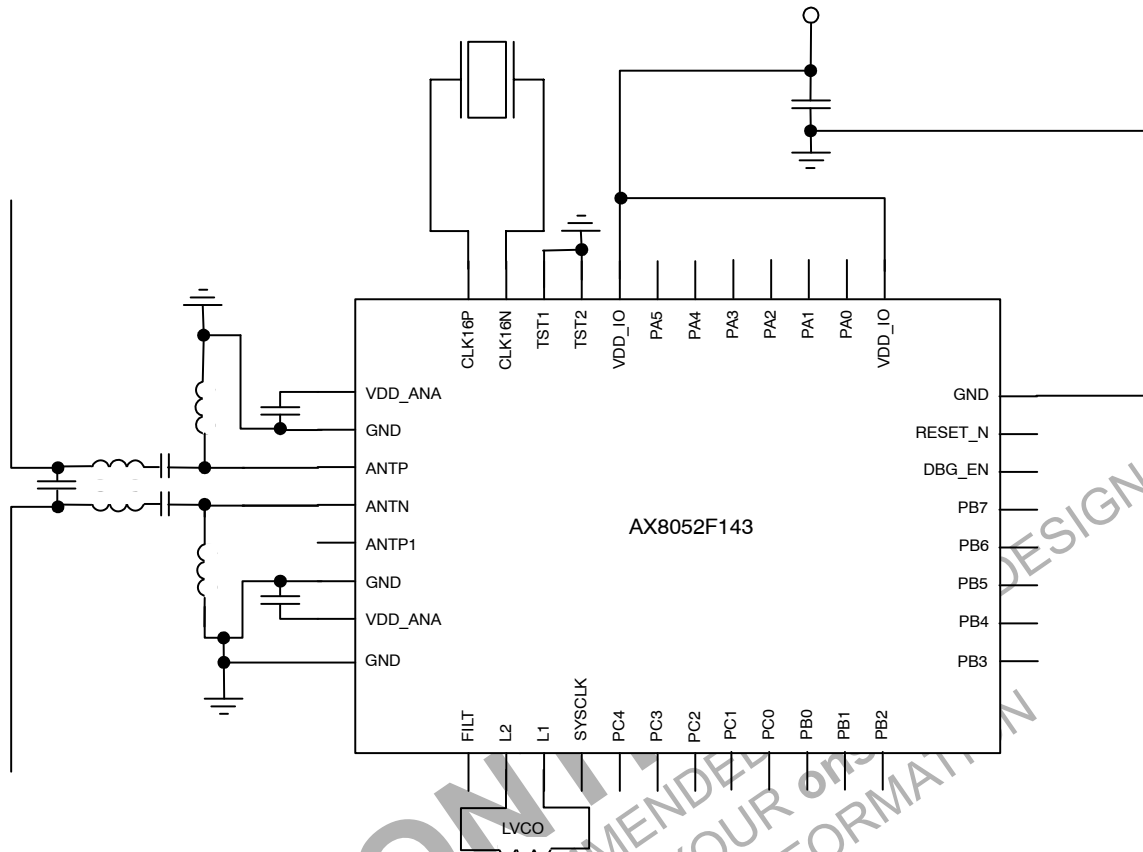 CLK16P
CLK16N
TST1
TST2
VDD_IO
PA5
PA4
PA3
PA2
PA1
PA0
VDD_IO
VDD_ANA
GND
ANTP
ANTN
ANTP1
GND
VDD_ANA
GND
AX8052F143
GND
RESET_N
DBG_EN
PB7
PB6
PB5
PB4
PB3
FILT
L2
L1
SYSCLK
PC4
PC3
PC2
PC1
PC0
PB0
PB1
PB2
LVCO
DESIGN
YOUR